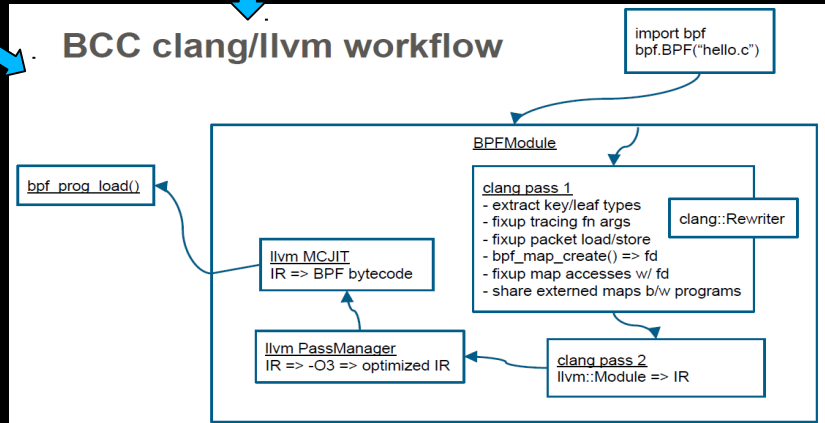 BCC clang/llvm workflow
import bpf
bpf.BPF("hello.c")
BPFModule
bpf_prog_load()
clang pass 1
- extract key/leaf types
- fixup tracing fn args
- fixup packet load/store
- bpf_map_create() => fd
- fixup map accesses w/ fd
- share externed maps b/w programs
clang::Rewriter
llvm MCJIT
IR => BPF bytecode
llvm PassManager
IR => -O3 => optimized IR
clang pass 2
llvm::Module => IR